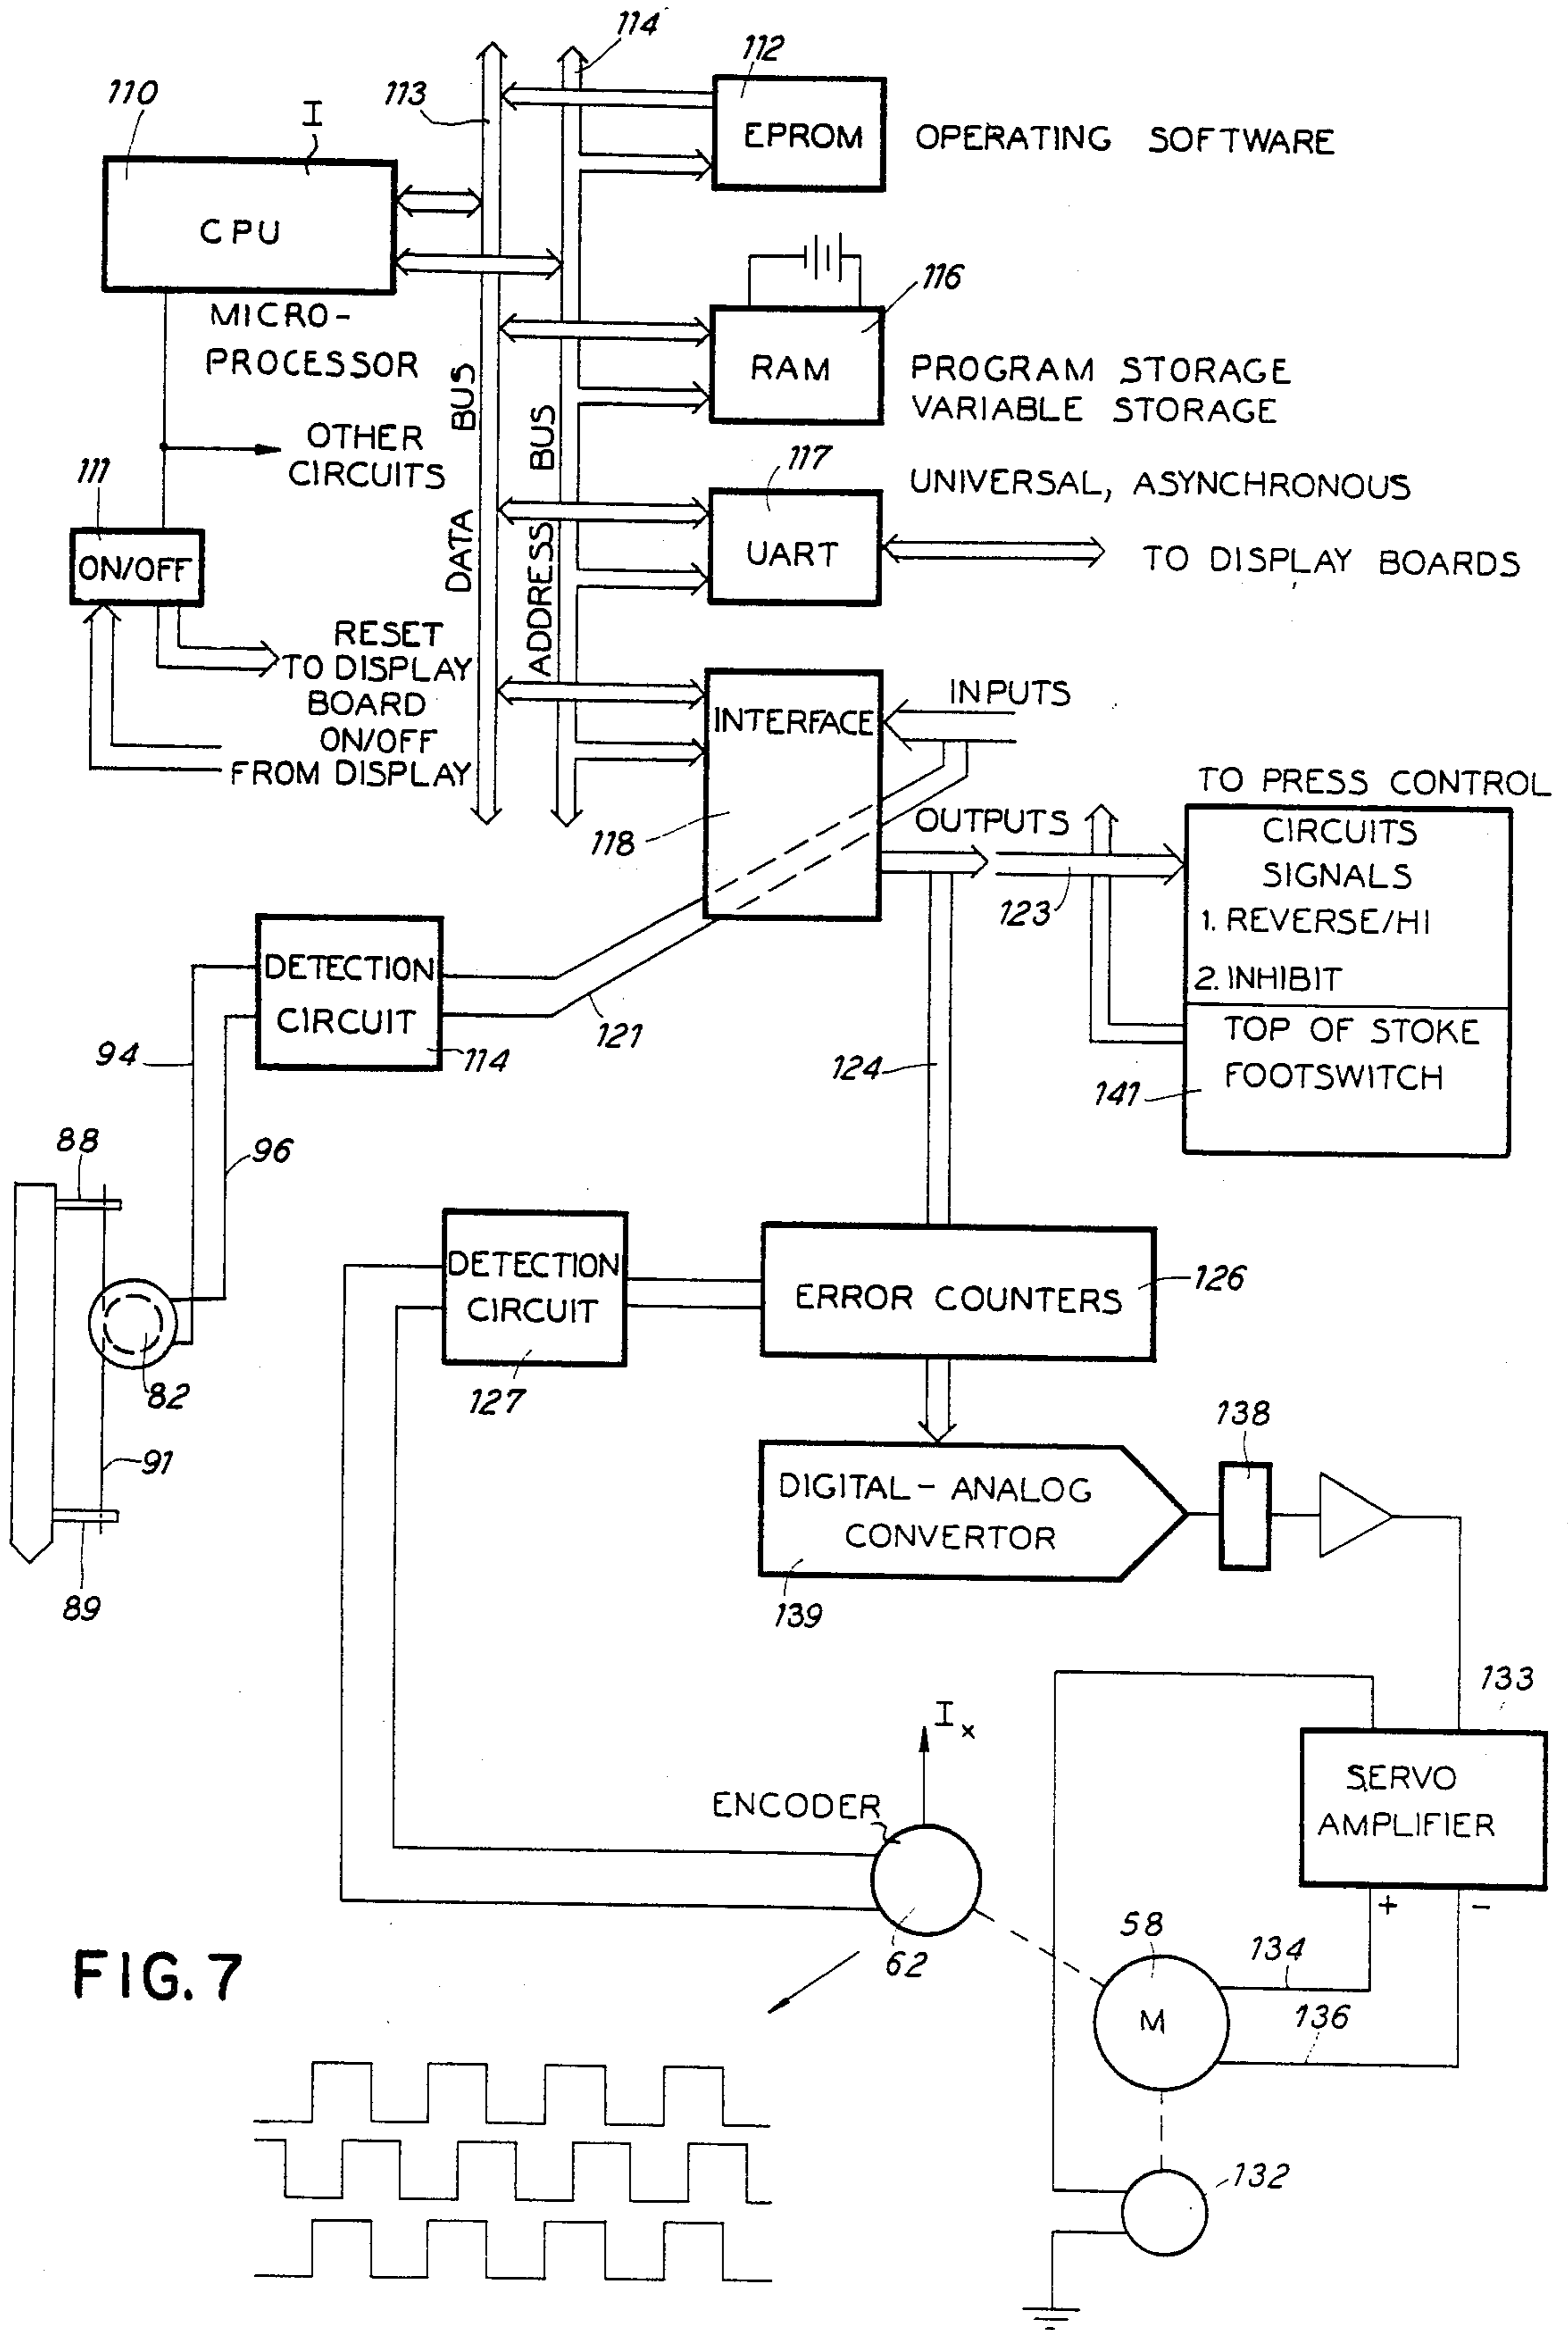 114
112
110
I
113
EPROM
OPERATING SOFTWARE
CPU
MICRO-
PROCESSOR
116
RAM
PROGRAM STORAGE
VARIABLE STORAGE
DATA BUS
ADDRESS BUS
OTHER
CIRCUITS
111
ON/OFF
117
UNIVERSAL, ASYNCHRONOUS
UART
TO DISPLAY BOARDS
RESET
TO DISPLAY
BOARD
ON/OFF
FROM DISPLAY
INTERFACE
INPUTS
118
OUTPUTS
TO PRESS CONTROL
CIRCUITS
SIGNALS
1. REVERSE/HI
2. INHIBIT
123
TOP OF STOKE
FOOTSWITCH
141
DETECTION
CIRCUIT
114
121
94
96
124
88
82
91
89
DETECTION
CIRCUIT
127
ERROR COUNTERS
126
DIGITAL-ANALOG
CONVERTOR
139
138
133
SERVO
AMPLIFIER
+ -
Ix
ENCODER
62
58
M
134
136
132
FIG. 7